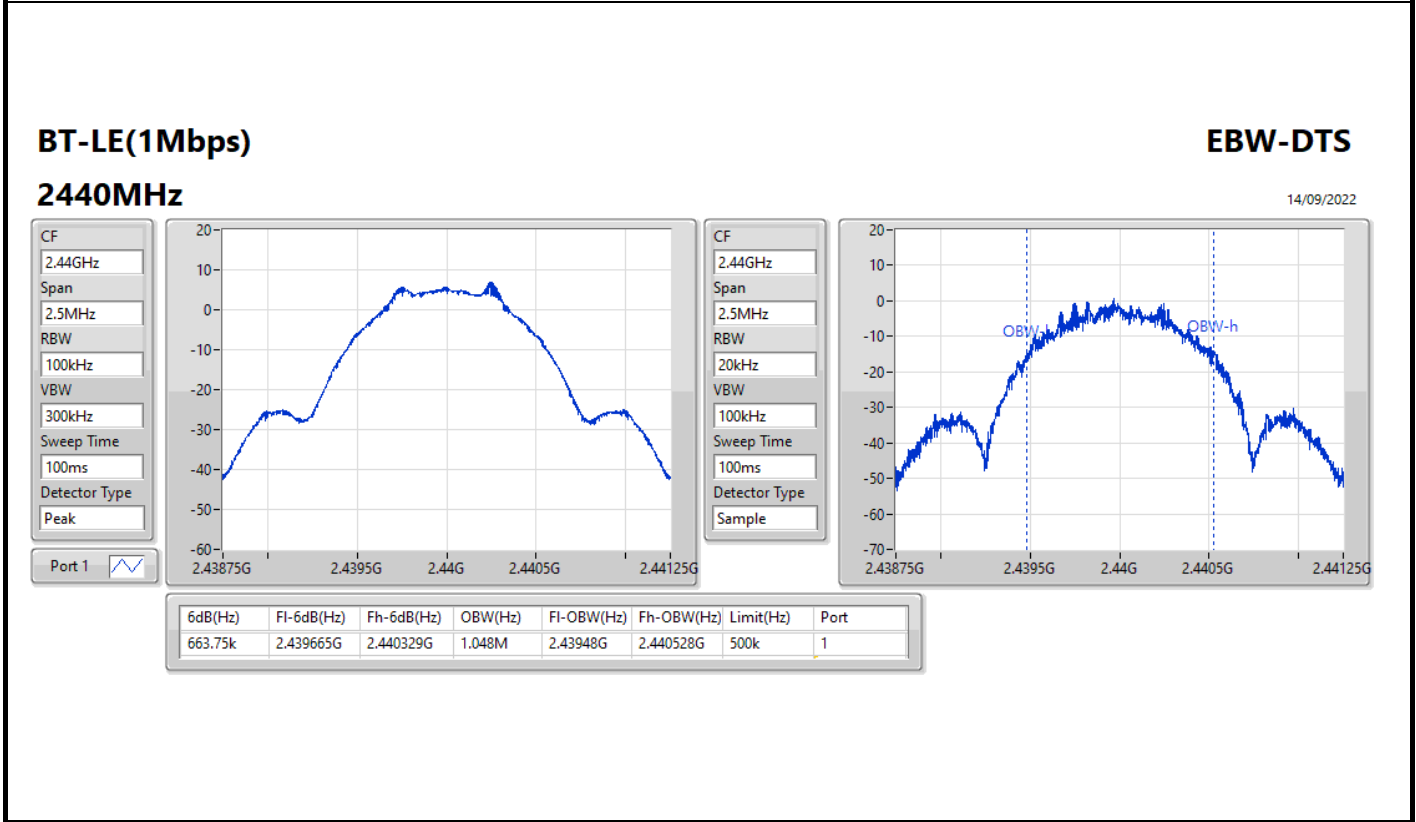 BT-LE(1Mbps)
EBW-DTS
2440MHz
14/09/2022
CF
2.44GHz
Span
2.5MHz
RBW
100kHz
VBW
300kHz
Sweep Time
100ms
Detector Type
Peak
Port 1
20
10
0
-10
-20
-30
-40
-50
-60
2.43875G 2.4395G 2.44G 2.4405G 2.44125G
CF
2.44GHz
Span
2.5MHz
RBW
20kHz
VBW
100kHz
Sweep Time
100ms
Detector Type
Sample
20
10
0
-10
-20
-30
-40
-50
-60
-70
OBW-l OBW-h
2.43875G 2.4395G 2.44G 2.4405G 2.44125G
6dB(Hz) Fl-6dB(Hz) Fh-6dB(Hz) OBW(Hz) Fl-OBW(Hz) Fh-OBW(Hz) Limit(Hz) Port
663.75k 2.439665G 2.440329G 1.048M 2.43948G 2.440528G 500k 1